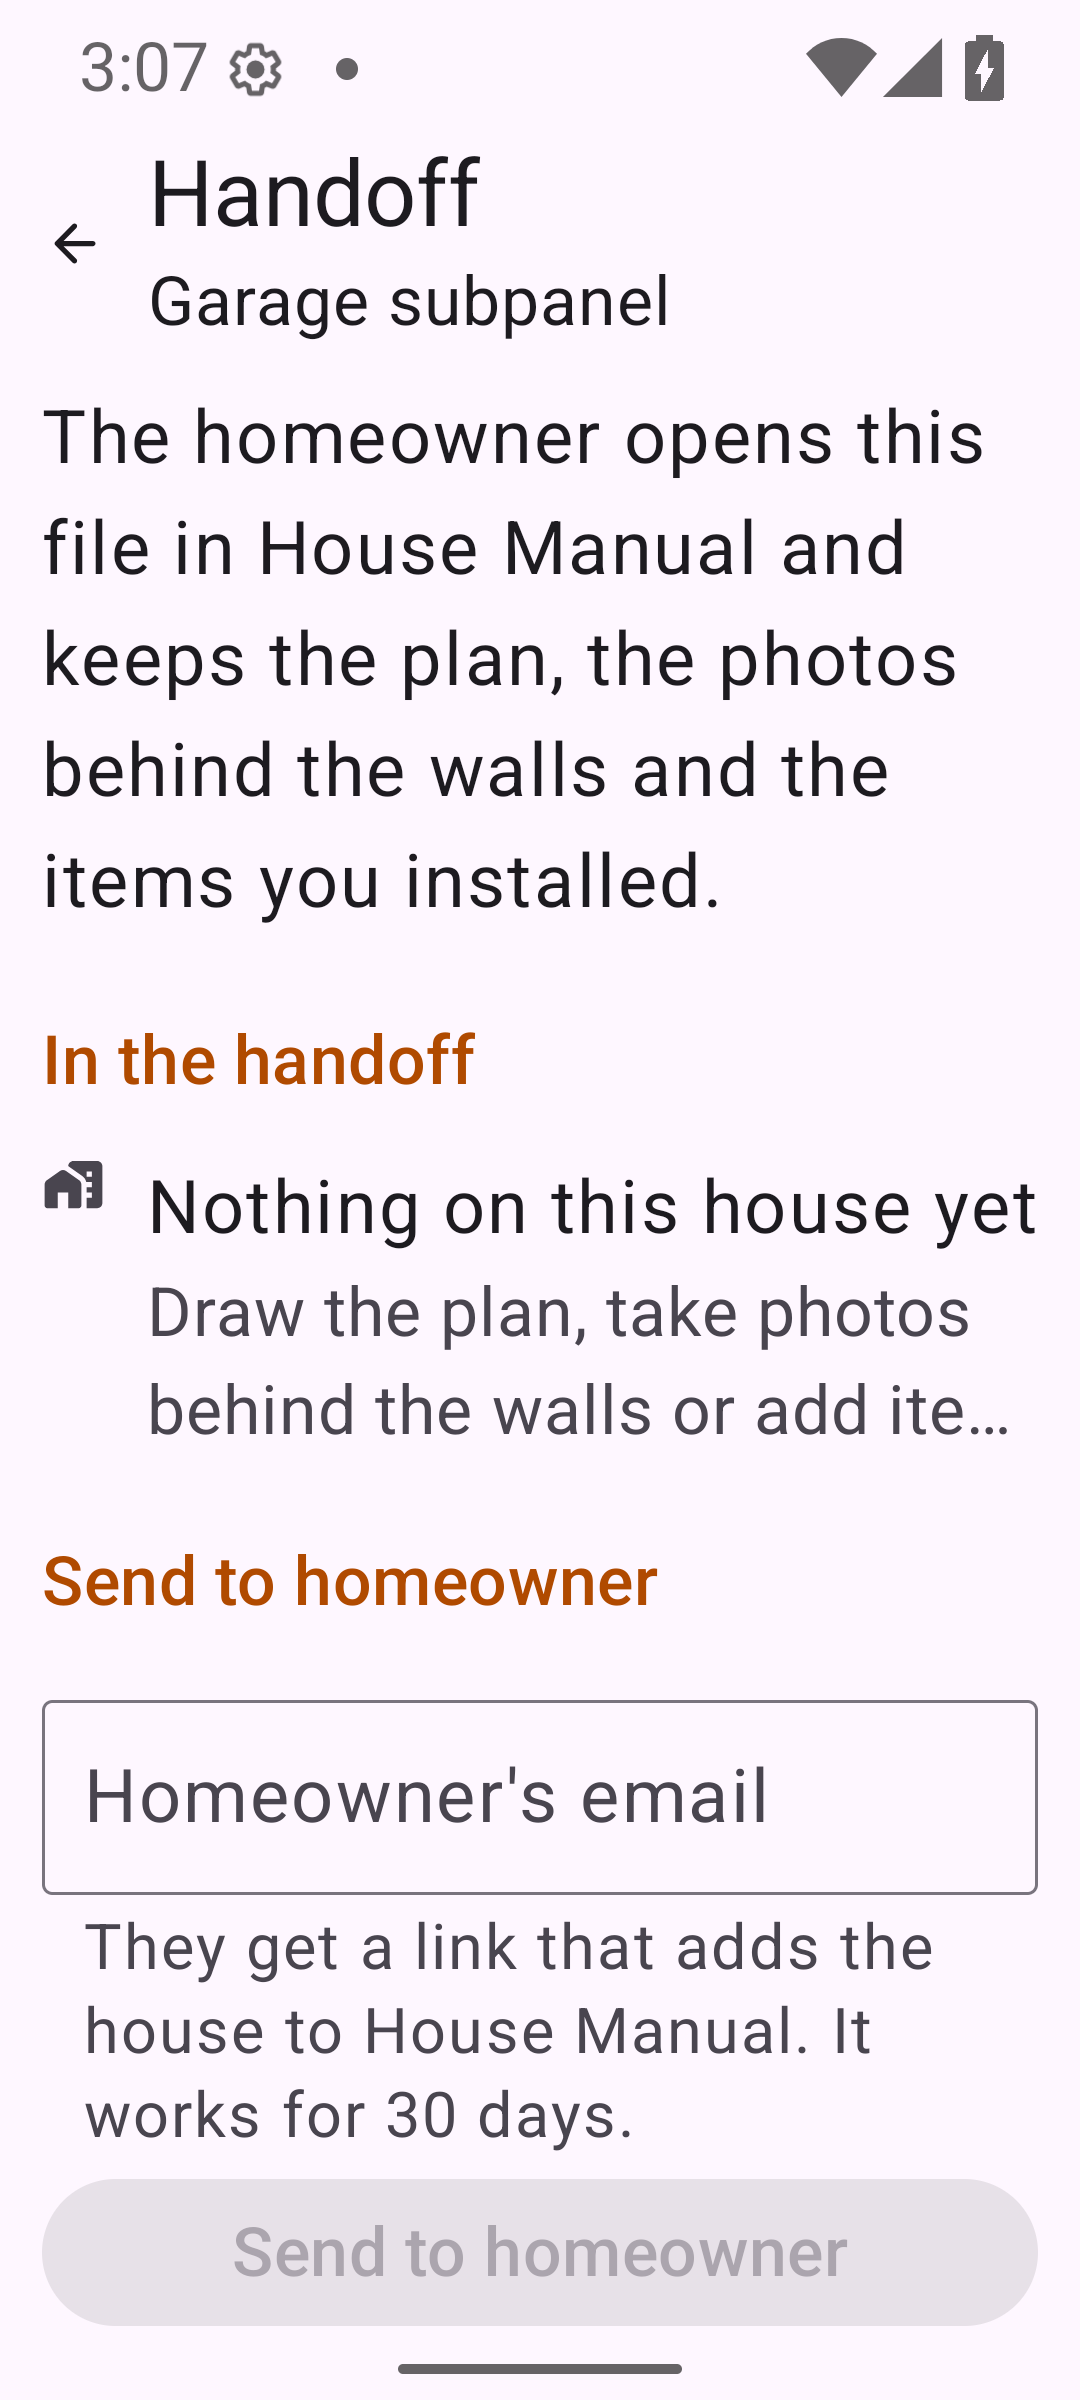 3:07
Handoff
Garage subpanel
The homeowner opens this
file in House Manual and
keeps the plan, the photos
behind the walls and the
items you installed.
In the handoff
Nothing on this house yet
Draw the plan, take photos
behind the walls or add ite…
Send to homeowner
Homeowner's email
They get a link that adds the
house to House Manual. It
works for 30 days.
Send to homeowner